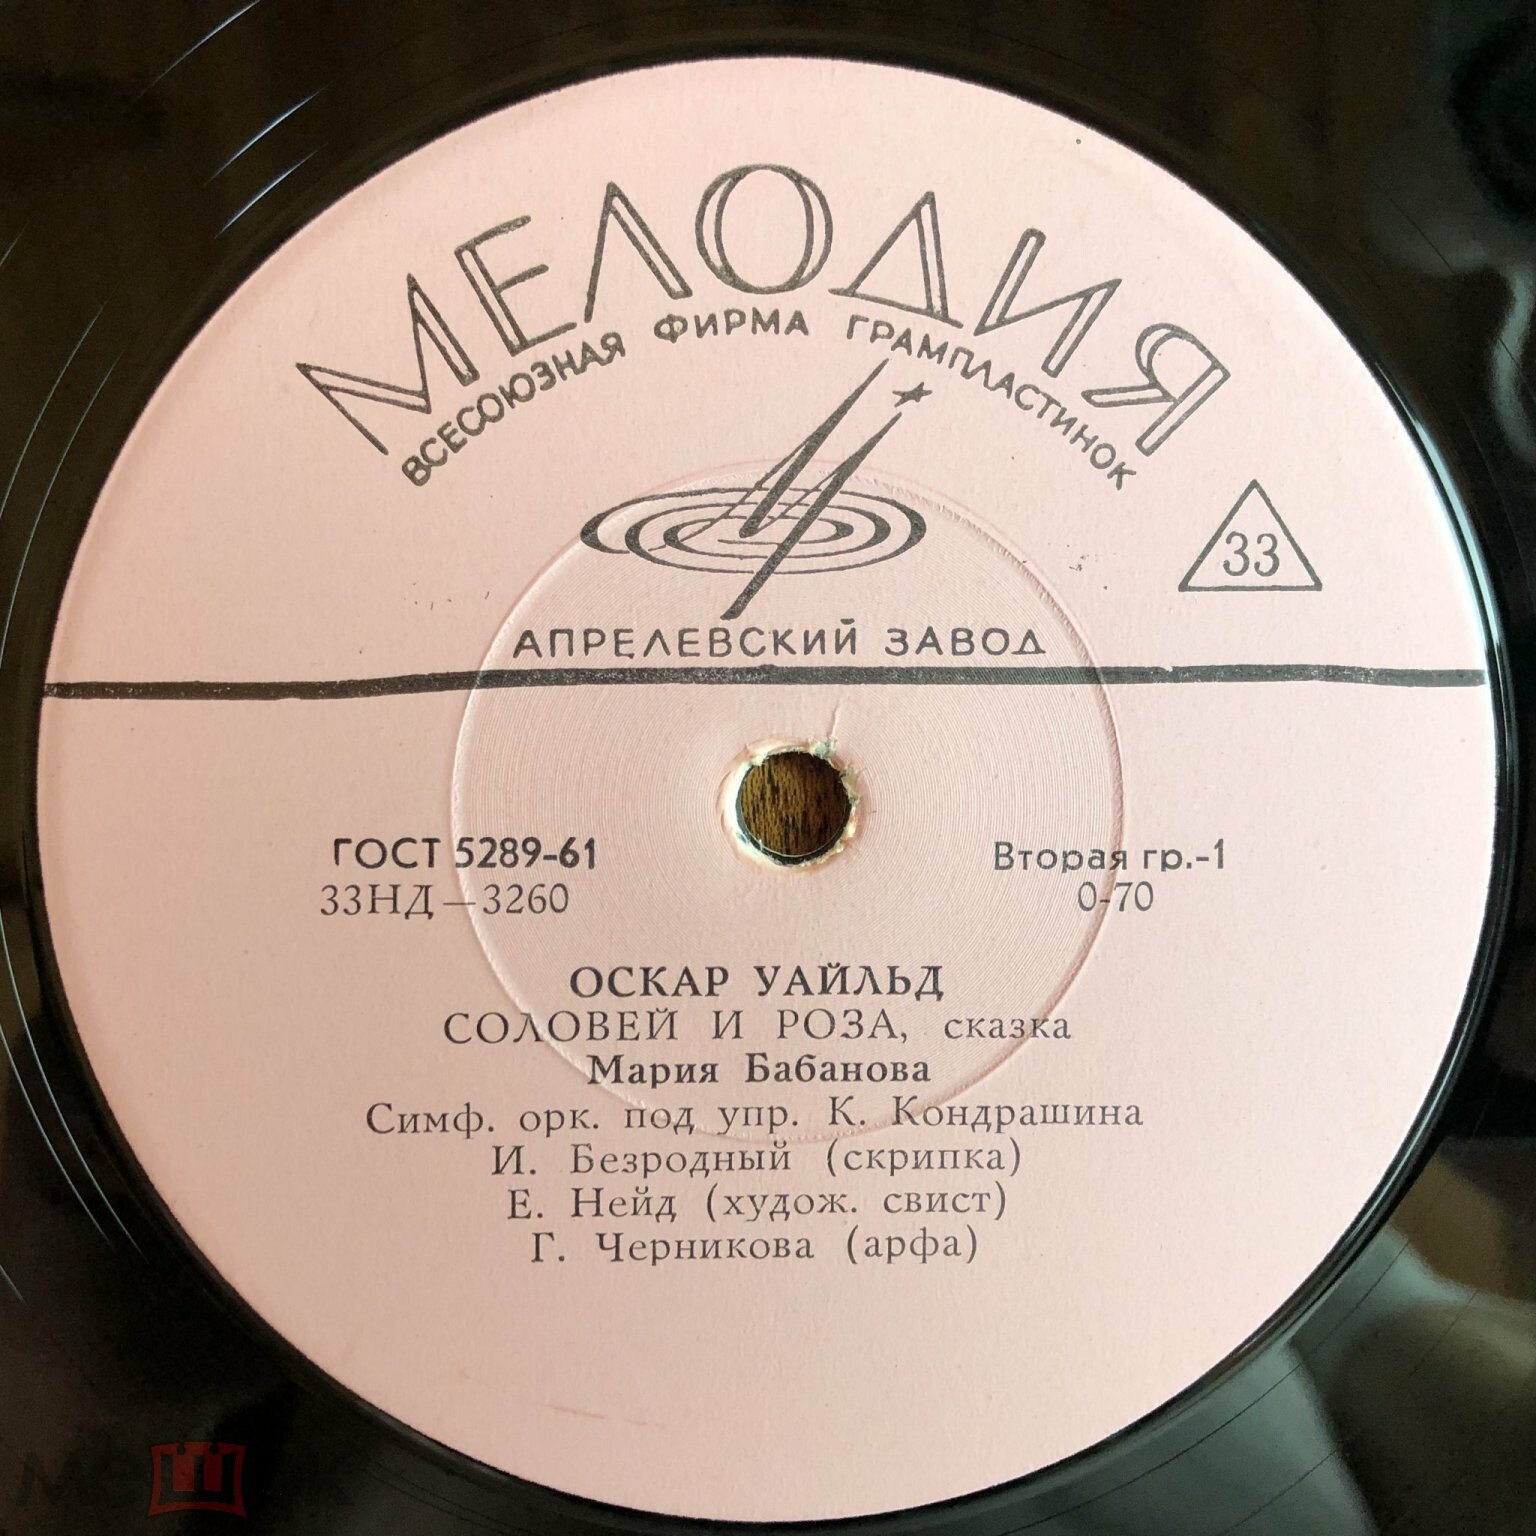 МЕЛОДИЯ
ВСЕСОЮЗНАЯ ФИРМА ГРАМПЛАСТИНОК
33
АПРЕЛЕВСКИЙ ЗАВОД
ГОСТ 5289-61 Вторая гр.-1
33НД—3260 0-70
ОСКАР УАЙЛЬД
СОЛОВЕЙ И РОЗА, сказка
Мария Бабанова
Симф. орк. под упр. К. Кондрашина
И. Безродный (скрипка)
Е. Нейд (худож. свист)
Г. Черникова (арфа)